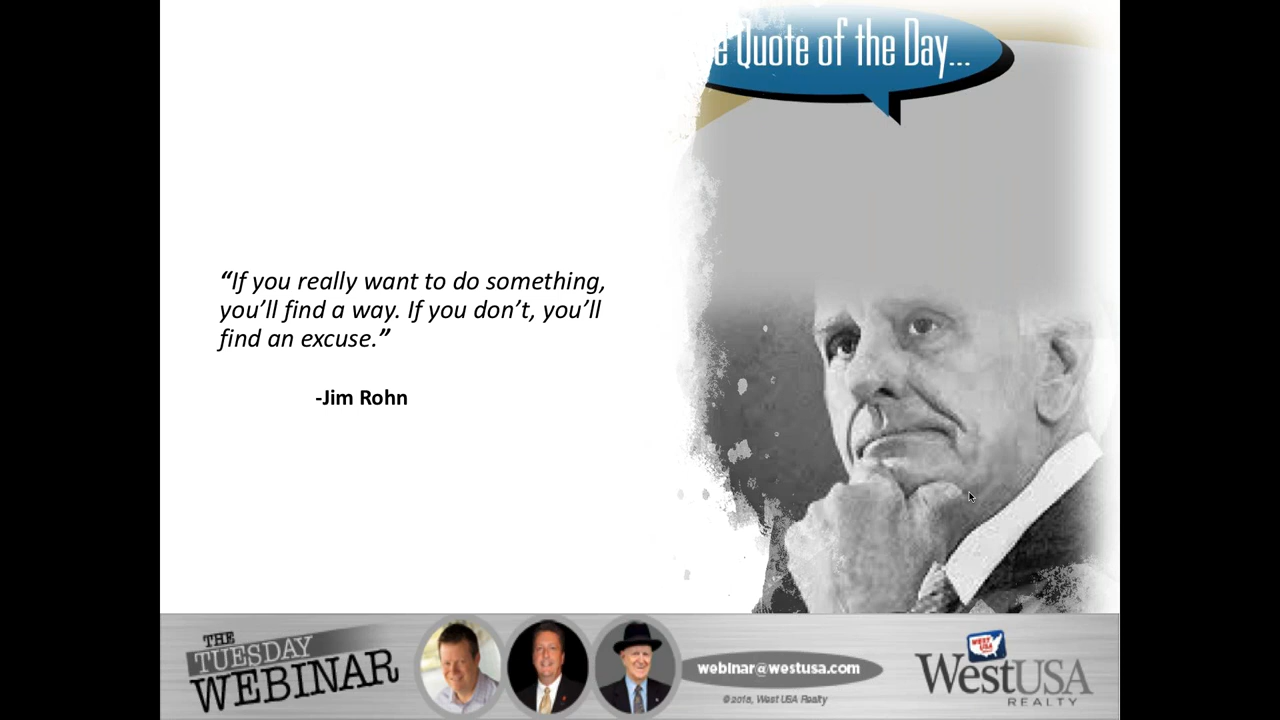 e Quote of the Day...
“If you really want to do something,
you’ll find a way. If you don’t, you’ll
find an excuse.”
-Jim Rohn
THE
TUESDAY
WEBINAR
webinar@westusa.com
©2016, West USA Realty
WEST
USA
WestUSA
REALTY